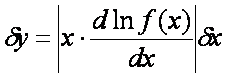 δy = |x · d ln f(x) / dx| δx